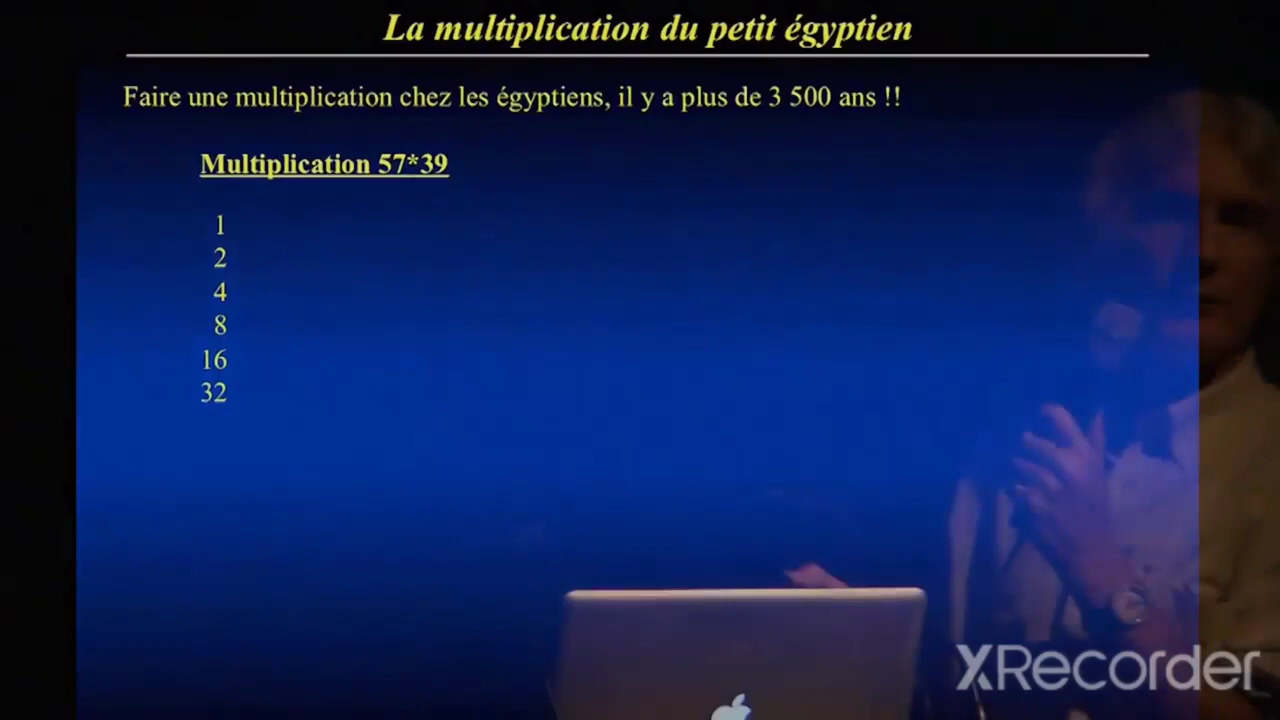 La multiplication du petit égyptien
Faire une multiplication chez les égyptiens, il y a plus de 3 500 ans !!
Multiplication 57*39
1
2
4
8
16
32
XRecorder